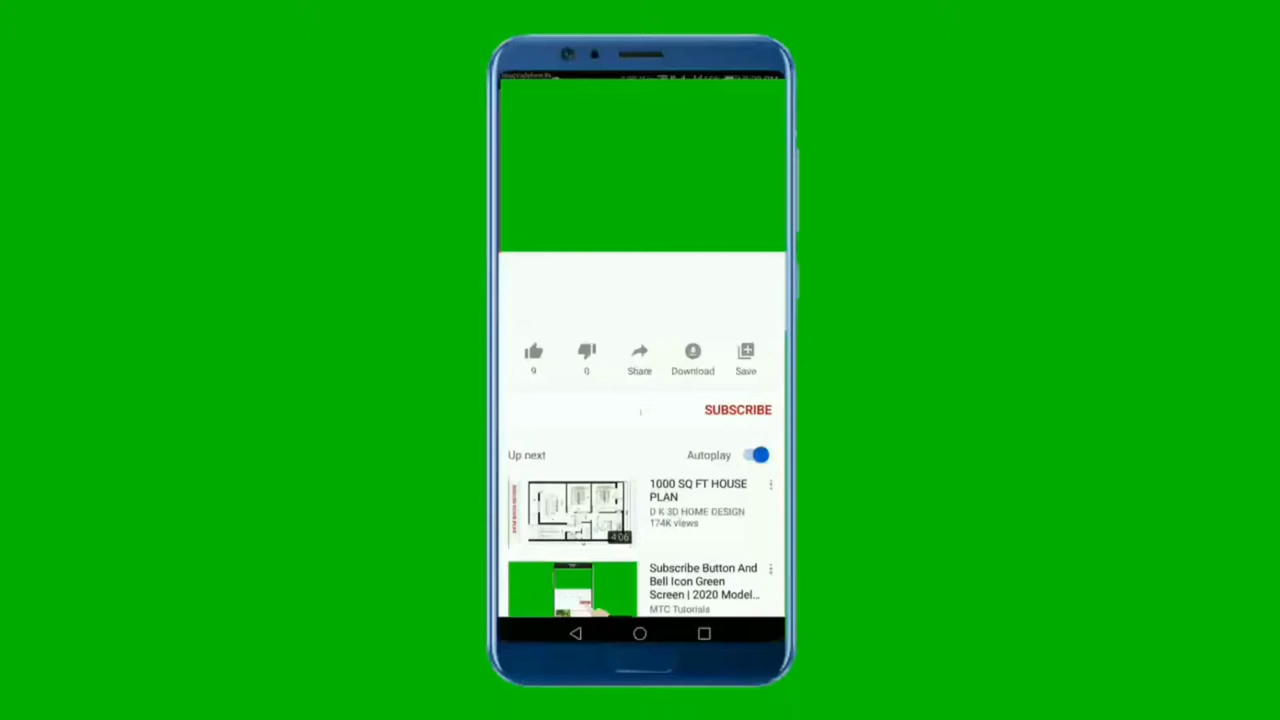 9
0
Share
Download
Save
SUBSCRIBE
Up next
Autoplay
1000 SQ FT HOUSE
PLAN
D K 3D HOME DESIGN
174K views
4:06
Subscribe Button And
Bell Icon Green
Screen | 2020 Model...
MTC Tutorials